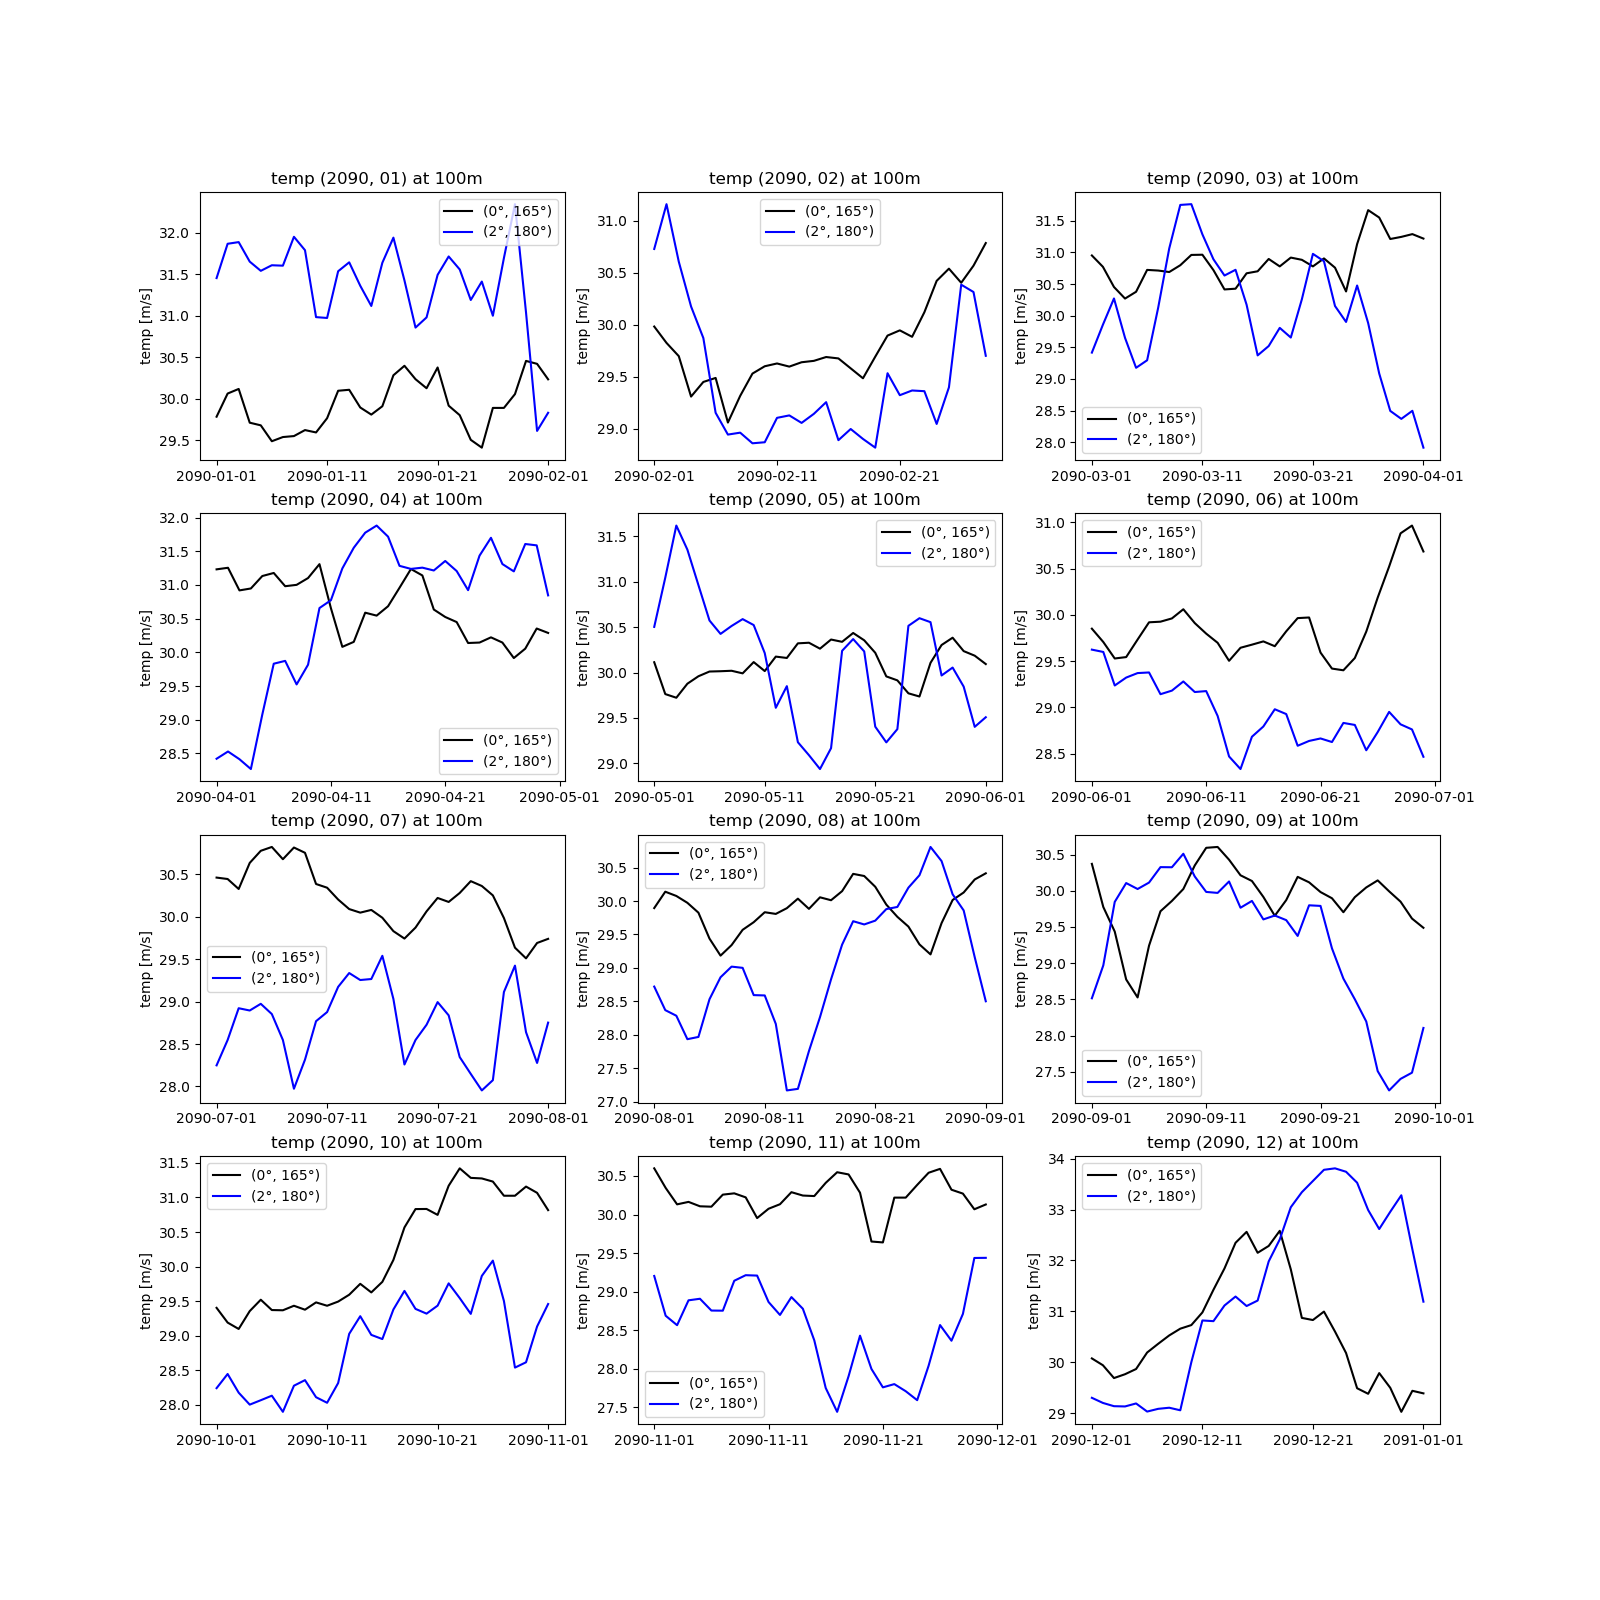 temp (2090, 01) at 100m
temp (2090, 02) at 100m
temp (2090, 03) at 100m
temp [m/s]
32.0
31.5
31.0
30.5
30.0
29.5
(0°, 165°)
(2°, 180°)
2090-01-01 2090-01-11 2090-01-21 2090-02-01
temp [m/s]
31.0
30.5
30.0
29.5
29.0
(0°, 165°)
(2°, 180°)
2090-02-01 2090-02-11 2090-02-21
temp [m/s]
31.5
31.0
30.5
30.0
29.5
29.0
28.5
28.0
(0°, 165°)
(2°, 180°)
2090-03-01 2090-03-11 2090-03-21 2090-04-01
temp (2090, 04) at 100m
temp (2090, 05) at 100m
temp (2090, 06) at 100m
temp [m/s]
32.0
31.5
31.0
30.5
30.0
29.5
29.0
28.5
(0°, 165°)
(2°, 180°)
2090-04-01 2090-04-11 2090-04-21 2090-05-01
temp [m/s]
31.5
31.0
30.5
30.0
29.5
29.0
(0°, 165°)
(2°, 180°)
2090-05-01 2090-05-11 2090-05-21 2090-06-01
temp [m/s]
31.0
30.5
30.0
29.5
29.0
28.5
(0°, 165°)
(2°, 180°)
2090-06-01 2090-06-11 2090-06-21 2090-07-01
temp (2090, 07) at 100m
temp (2090, 08) at 100m
temp (2090, 09) at 100m
temp [m/s]
30.5
30.0
29.5
29.0
28.5
28.0
(0°, 165°)
(2°, 180°)
2090-07-01 2090-07-11 2090-07-21 2090-08-01
temp [m/s]
30.5
30.0
29.5
29.0
28.5
28.0
27.5
27.0
(0°, 165°)
(2°, 180°)
2090-08-01 2090-08-11 2090-08-21 2090-09-01
temp [m/s]
30.5
30.0
29.5
29.0
28.5
28.0
27.5
(0°, 165°)
(2°, 180°)
2090-09-01 2090-09-11 2090-09-21 2090-10-01
temp (2090, 10) at 100m
temp (2090, 11) at 100m
temp (2090, 12) at 100m
temp [m/s]
31.5
31.0
30.5
30.0
29.5
29.0
28.5
28.0
(0°, 165°)
(2°, 180°)
2090-10-01 2090-10-11 2090-10-21 2090-11-01
temp [m/s]
30.5
30.0
29.5
29.0
28.5
28.0
27.5
(0°, 165°)
(2°, 180°)
2090-11-01 2090-11-11 2090-11-21 2090-12-01
temp [m/s]
34
33
32
31
30
29
(0°, 165°)
(2°, 180°)
2090-12-01 2090-12-11 2090-12-21 2091-01-01